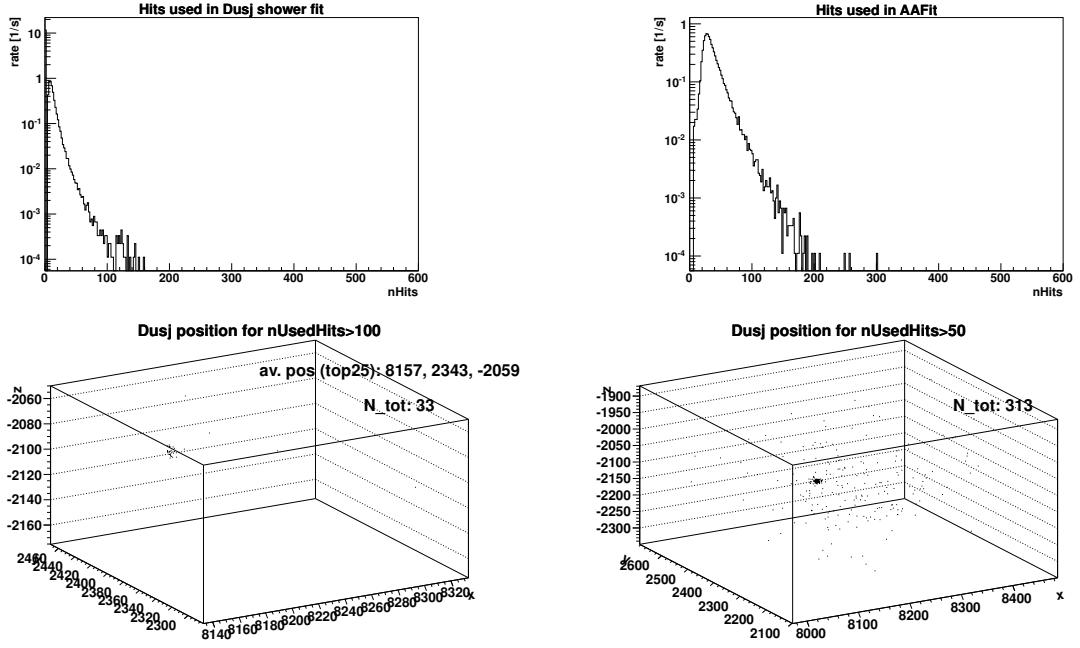 Hits used in Dusj shower fit
rate [1/s]
10
1
10-1
10-2
10-3
10-4
0 100 200 300 400 500 600
nHits
Hits used in AAFit
rate [1/s]
1
10-1
10-2
10-3
10-4
0 100 200 300 400 500 600
nHits
Dusj position for nUsedHits>100
av. pos (top25): 8157, 2343, -2059
N_tot: 33
z
-2060
-2080
-2100
-2120
-2140
-2160
2460
2440
2420
2400
2380
2360
2340
2320
2300
8140 8160 8180 8200 8220 8240 8260 8280 8300 8320
x
Dusj position for nUsedHits>50
N_tot: 313
z
-1900
-1950
-2000
-2050
-2100
-2150
-2200
-2250
-2300
y
2600
2500
2400
2300
2200
2100
8000 8100 8200 8300 8400
x